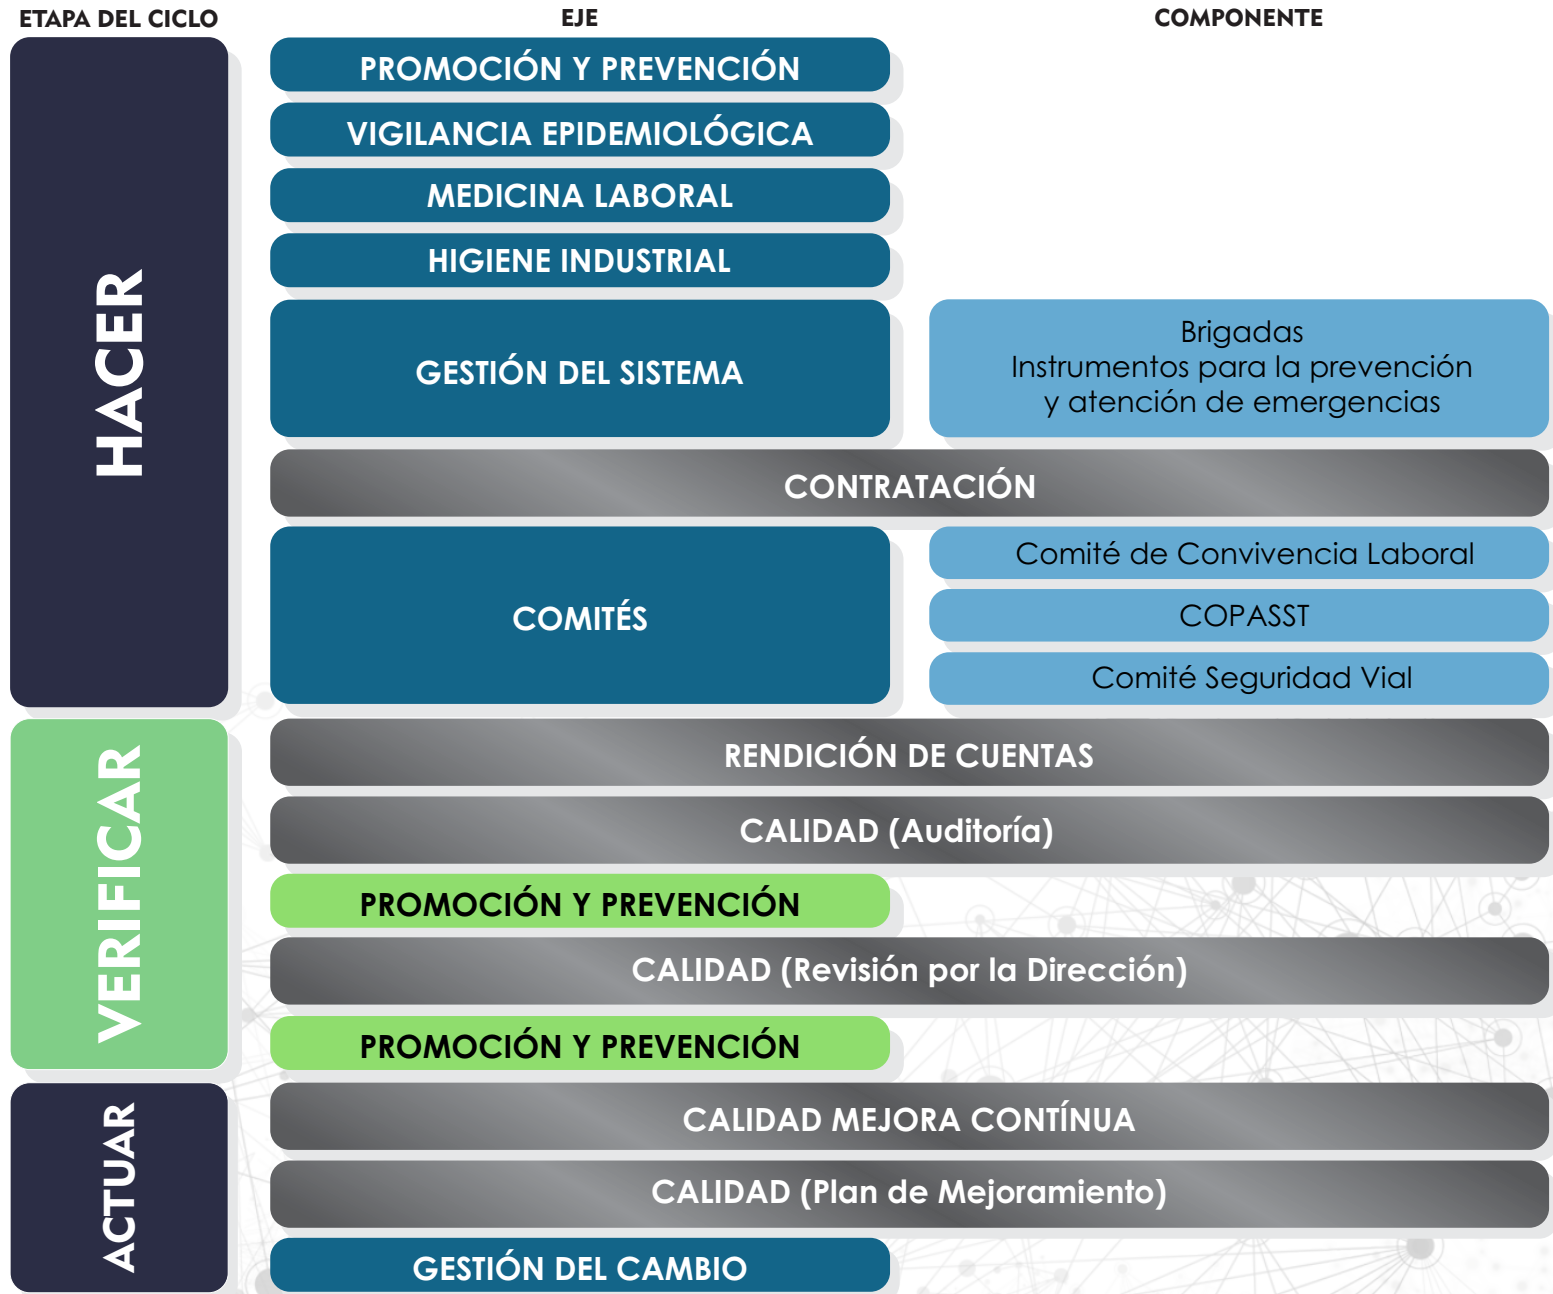 ETAPA DEL CICLO
EJE
COMPONENTE
HACER
PROMOCIÓN Y PREVENCIÓN
VIGILANCIA EPIDEMIOLÓGICA
MEDICINA LABORAL
HIGIENE INDUSTRIAL
GESTIÓN DEL SISTEMA
Brigadas
Instrumentos para la prevención
y atención de emergencias
CONTRATACIÓN
COMITÉS
Comité de Convivencia Laboral
COPASST
Comité Seguridad Vial
VERIFICAR
RENDICIÓN DE CUENTAS
CALIDAD (Auditoría)
PROMOCIÓN Y PREVENCIÓN
CALIDAD (Revisión por la Dirección)
PROMOCIÓN Y PREVENCIÓN
ACTUAR
CALIDAD MEJORA CONTÍNUA
CALIDAD (Plan de Mejoramiento)
GESTIÓN DEL CAMBIO